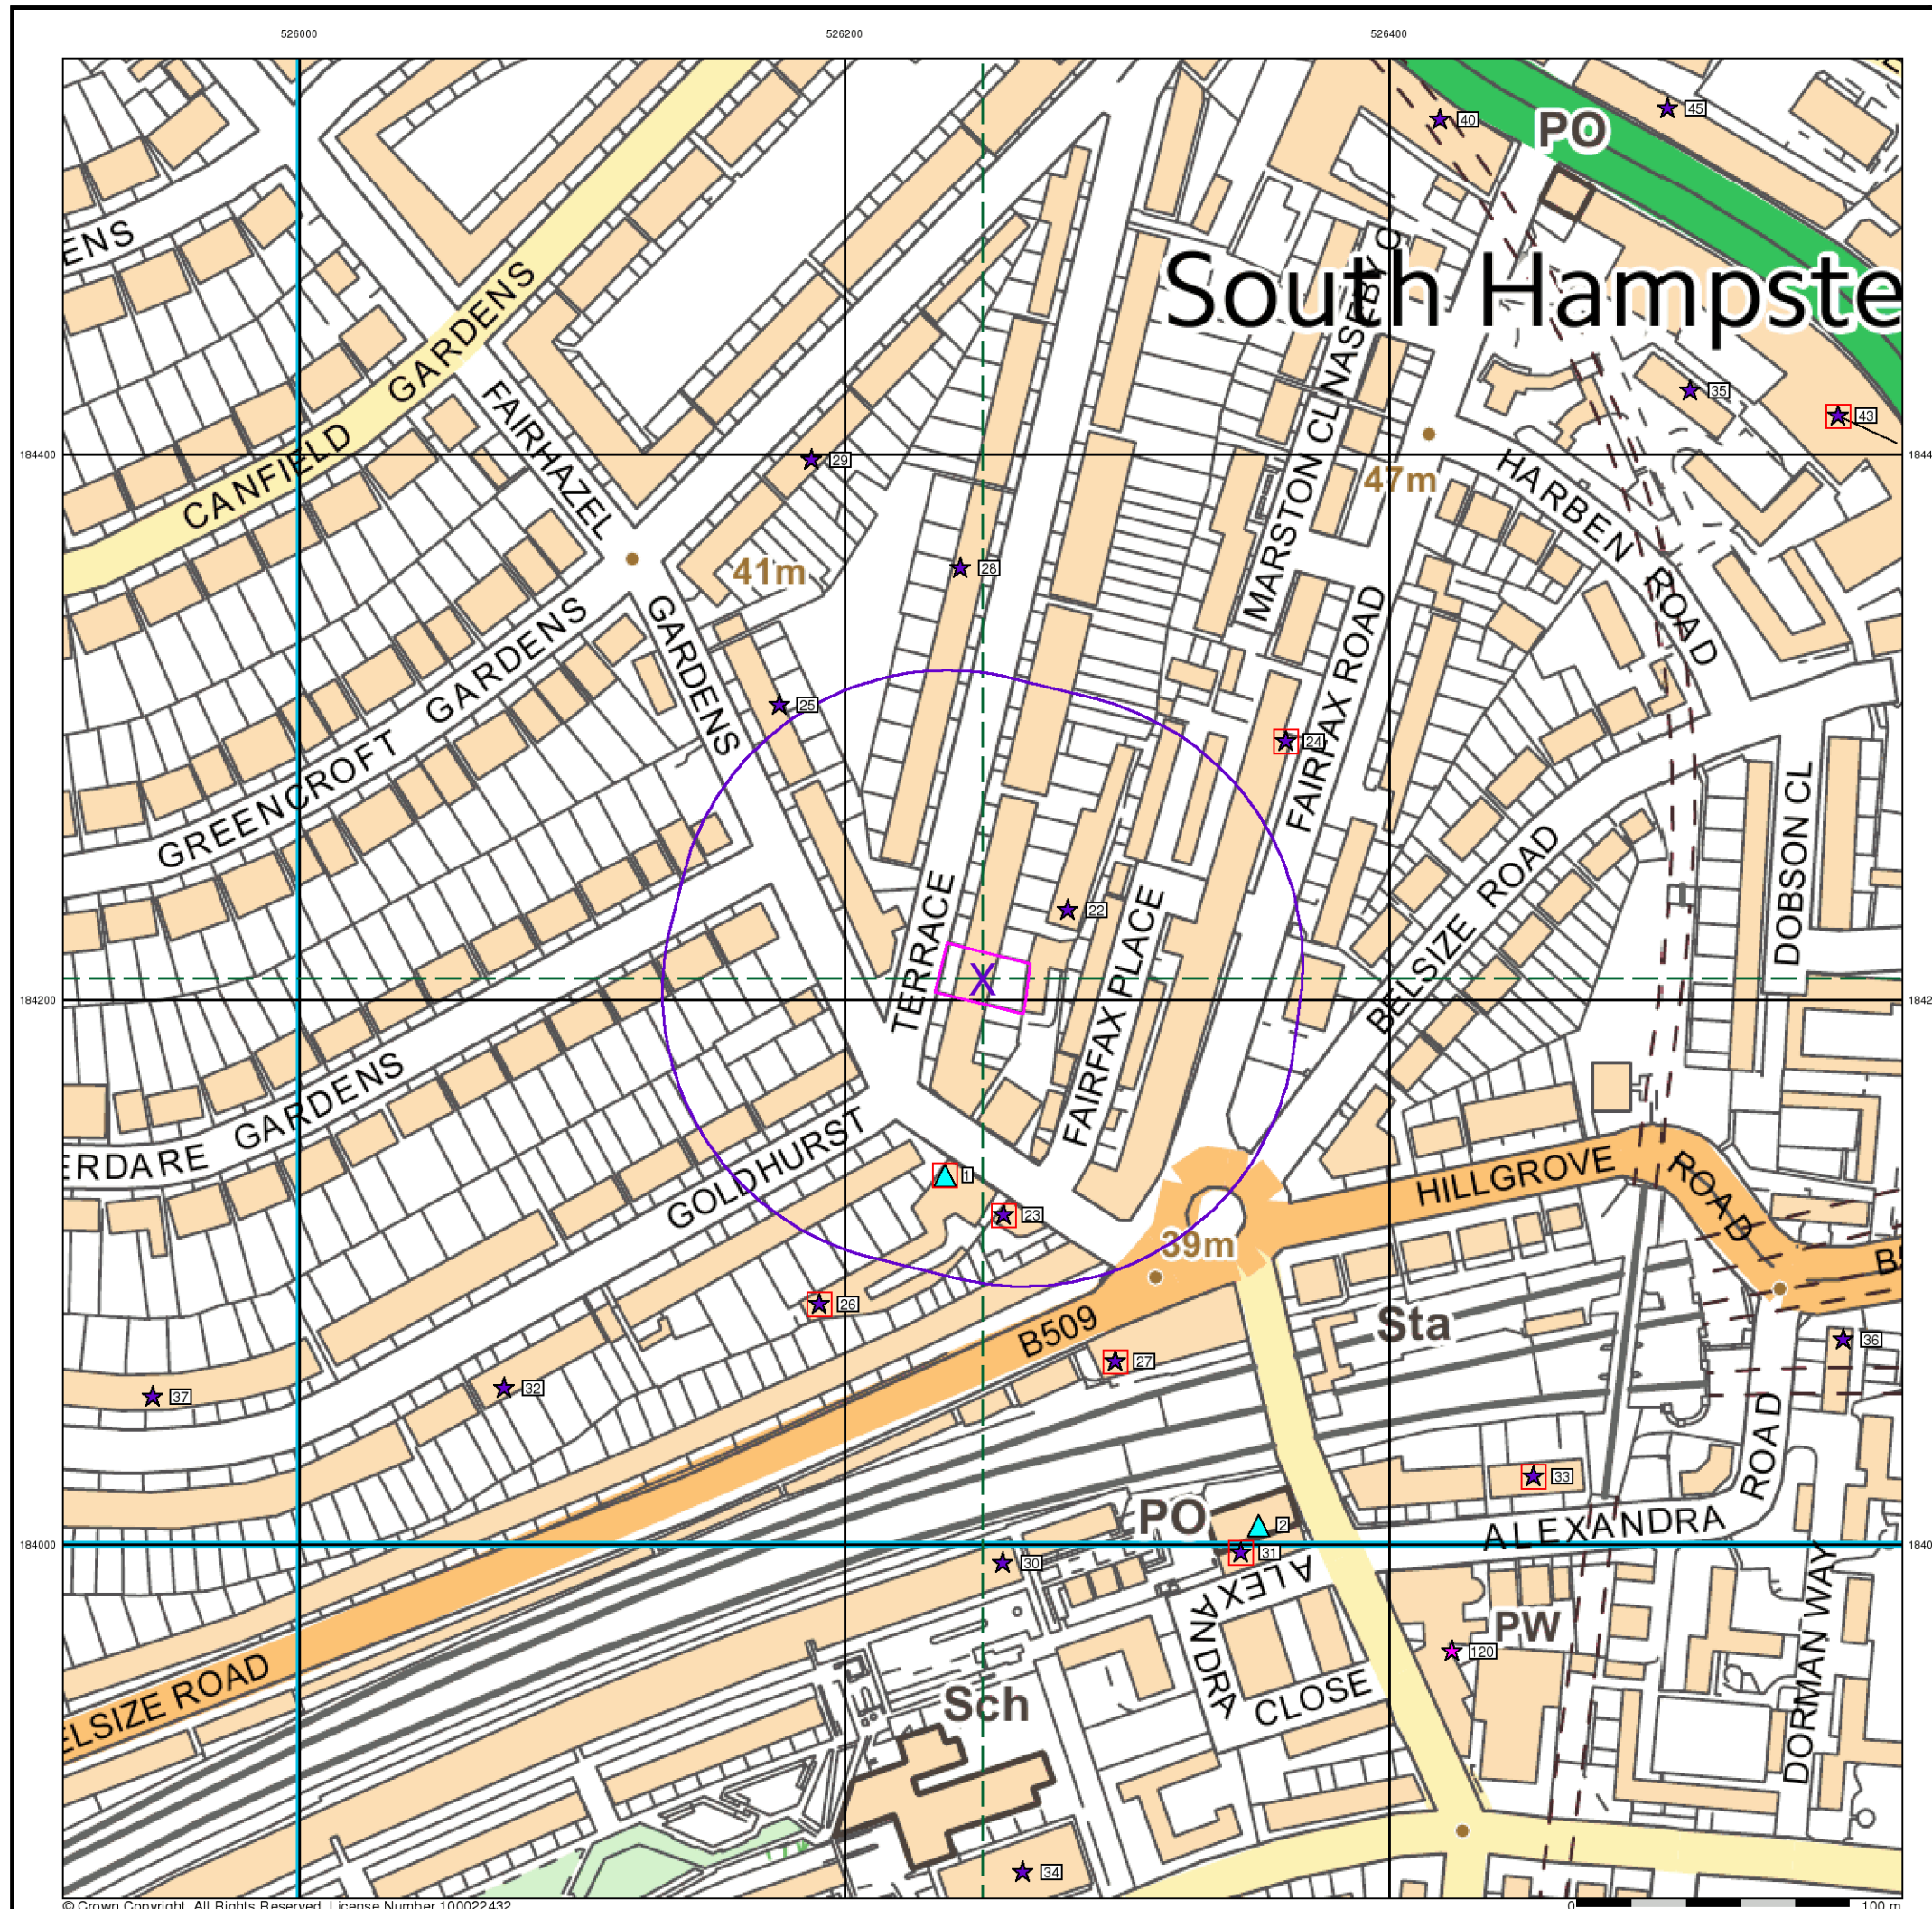 526000
526200
526400
45
40
PO
ENS
South Hampste
NASEBY C
CANFIELD GARDENS
35
43
FAIRHAZEL
29
184400
47m
HARBEN ROAD
41m
28
MARSTON CL
GARDENS
25
24
FAIRFAX ROAD
GREENCROFT GARDENS
DOBSON CL
22
TERRACE
FAIRFAX PLACE
BELSIZE ROAD
184200
ERDARE GARDENS
GOLDHURST
1
HILLGROVE ROAD
23
39m
26
B509
Sta
27
36
37
32
33
ROAD
PO
2
ALEXANDRA
184000
31
30
ALEXANDRA
CLOSE
PW
120
DORMAN WAY
ELSIZE ROAD
Sch
34
© Crown Copyright. All Rights Reserved. License Number 100022432
0
100 m